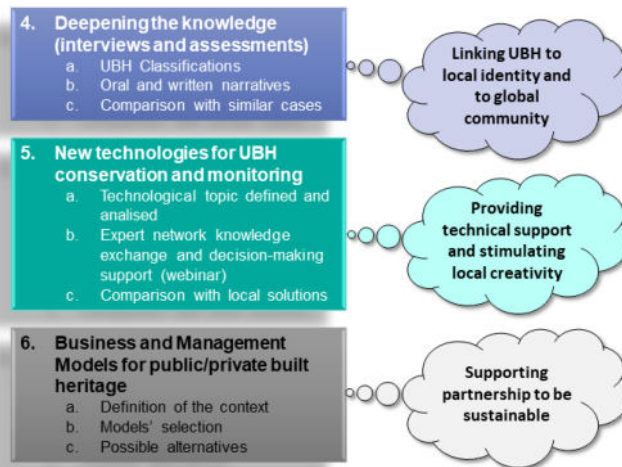 4. Deepening the knowledge
(interviews and assessments)
a. UBH Classifications
b. Oral and written narratives
c. Comparison with similar cases
Linking UBH to
local identity and
to global
community
5. New technologies for UBH
conservation and monitoring
a. Technological topic defined and
analised
b. Expert network knowledge
exchange and decision-making
support (webinar)
c. Comparison with local solutions
Providing
technical support
and stimulating
local creativity
6. Business and Management
Models for public/private built
heritage
a. Definition of the context
b. Models' selection
c. Possible alternatives
Supporting
partnership to be
sustainable